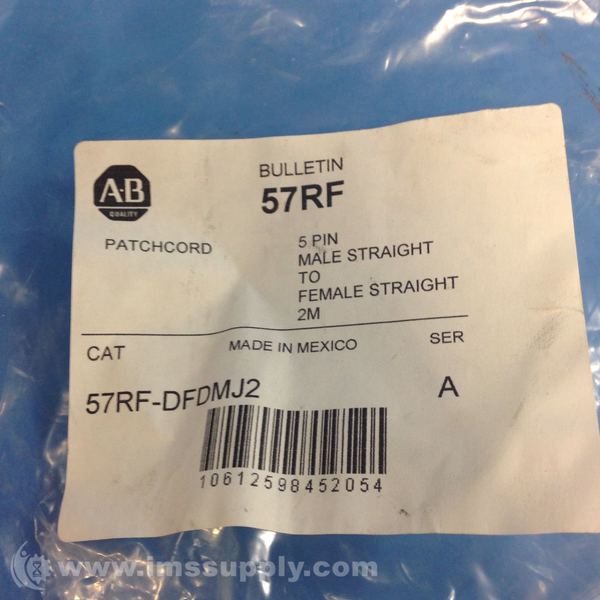 A-B
QUALITY
BULLETIN
57RF
PATCHCORD
5 PIN
MALE STRAIGHT
TO
FEMALE STRAIGHT
2M
CAT
MADE IN MEXICO
SER
57RF-DFDMJ2
A
10612598452054
www.imssupply.com